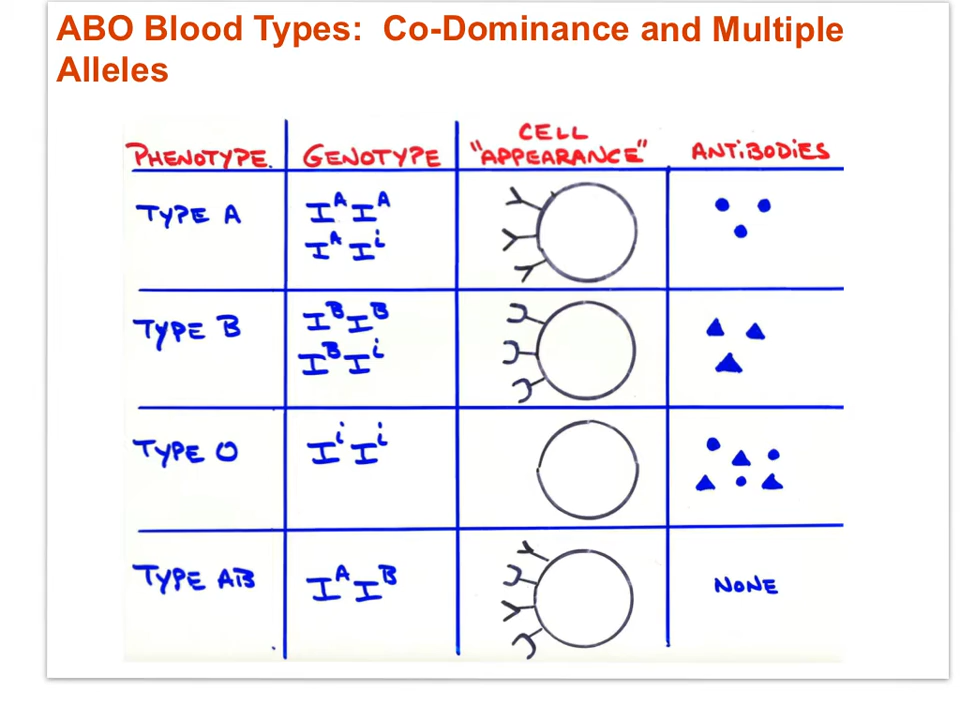 ABO Blood Types:  Co-Dominance and Multiple
Alleles
PHENOTYPE. GENOTYPE CELL
"APPEARANCE" ANTIBODIES
TYPE A IᴬIᴬ
IᴬIⁱ
TYPE B IᴮIᴮ
IᴮIⁱ
TYPE O IⁱIⁱ
TYPE AB IᴬIᴮ NONE